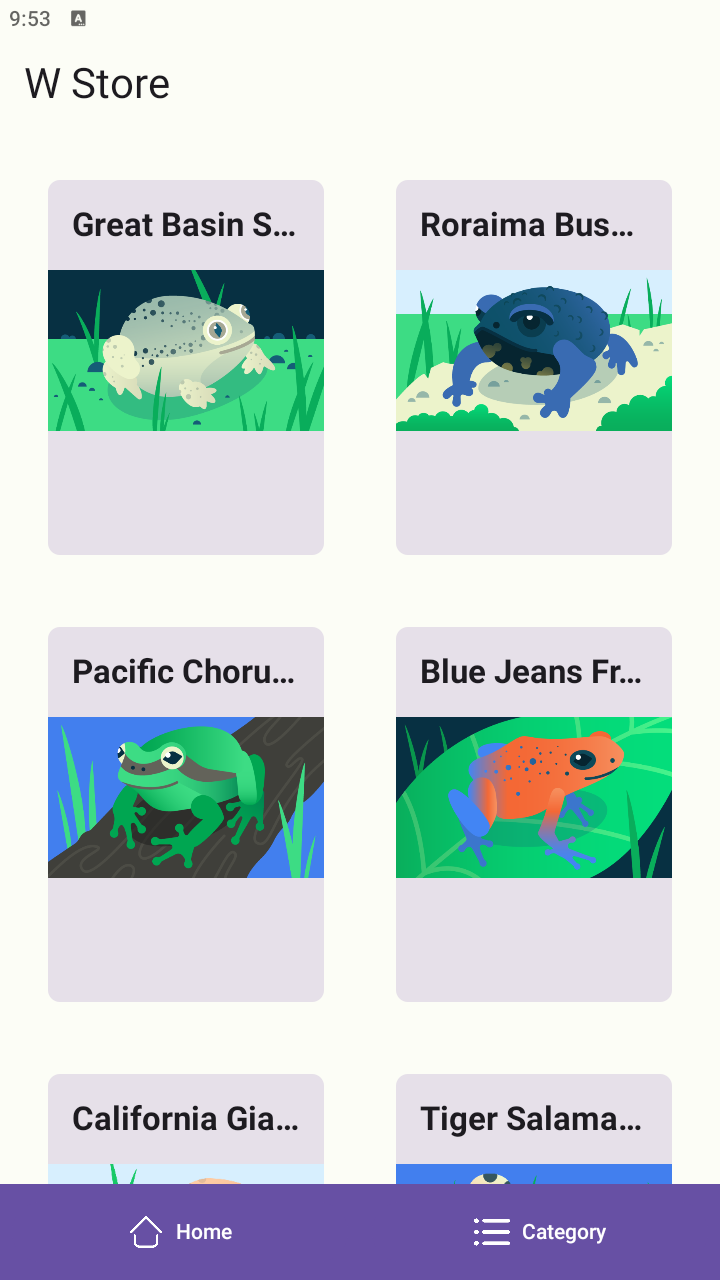 9:53
W Store
Great Basin S...
Roraima Bus...
Pacific Choru...
Blue Jeans Fr...
California Gia...
Tiger Salama...
Home
Category